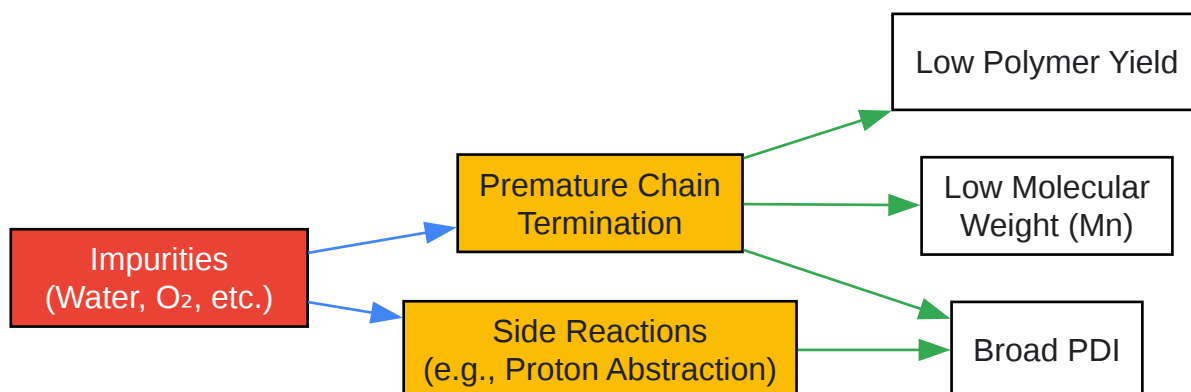 Low Polymer Yield
Premature Chain
Termination
Low Molecular
Weight (Mn)
Impurities
(Water, O₂, etc.)
Side Reactions
(e.g., Proton Abstraction)
Broad PDI